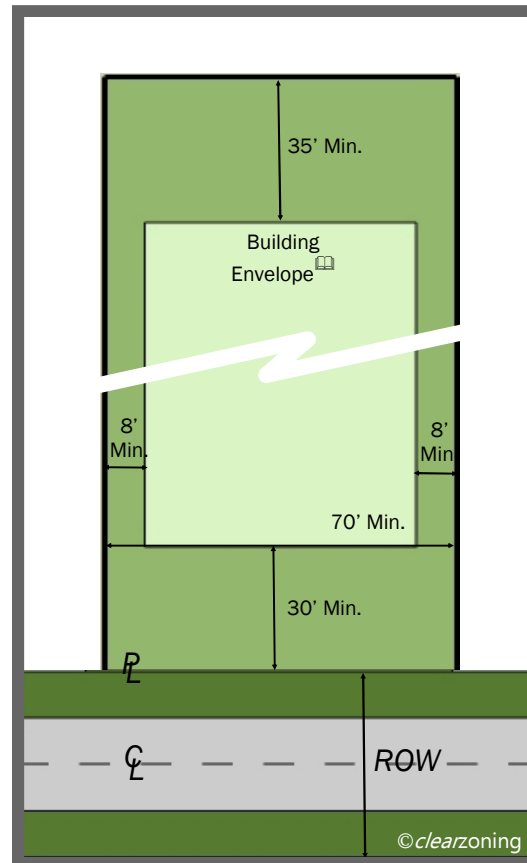 35’ Min.
Building
Envelope
8’
Min.
8’
Min
70’ Min.
30’ Min.
PL
CL
ROW
©clearzoning